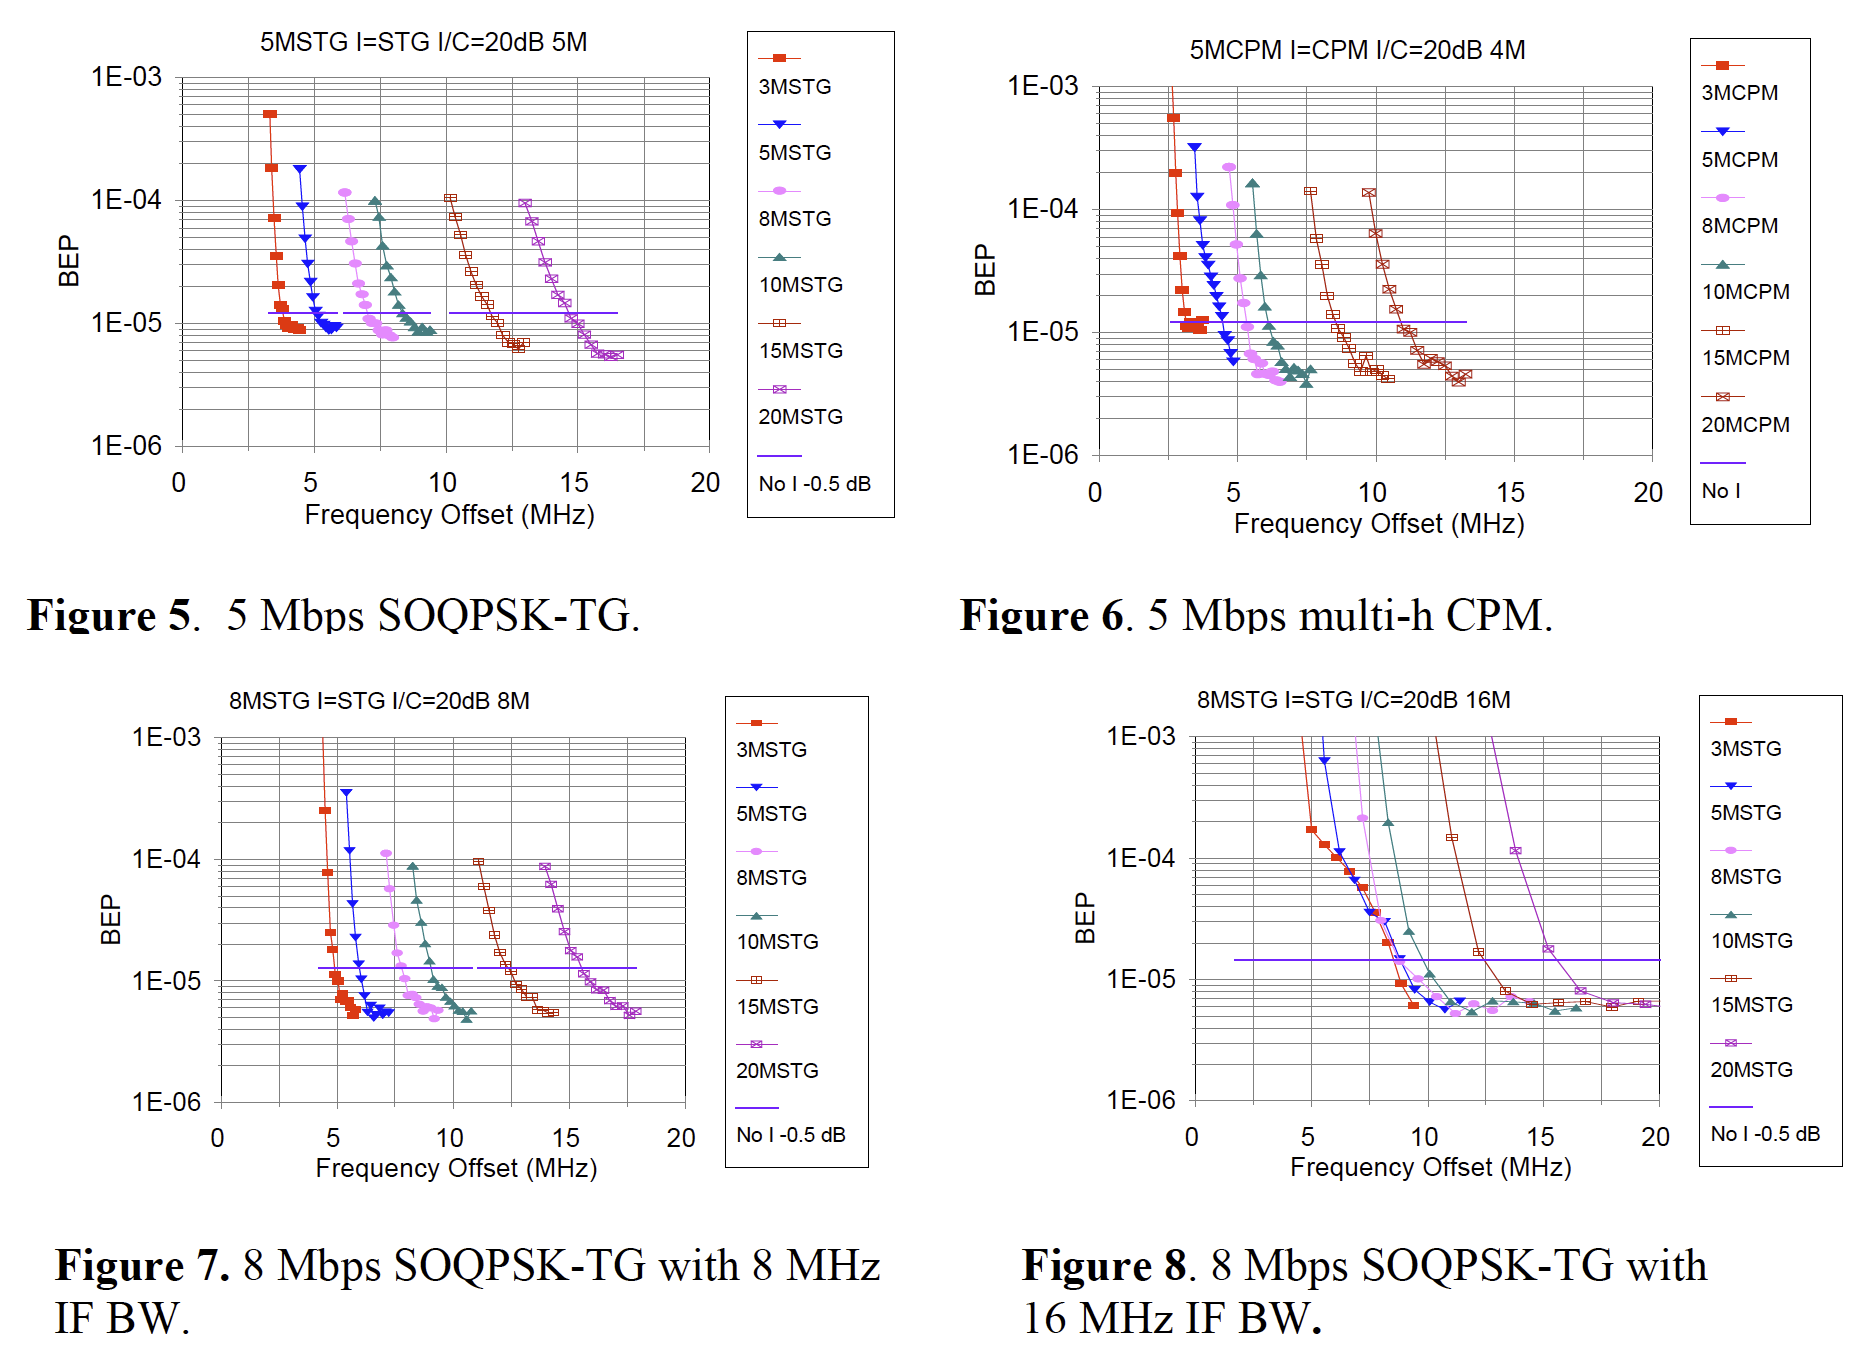 5MSTG I=STG I/C=20dB 5M
1E-03
1E-04
1E-05
1E-06
BEP
0 5 10 15 20
Frequency Offset (MHz)
3MSTG
5MSTG
8MSTG
10MSTG
15MSTG
20MSTG
No I -0.5 dB
Figure 5. 5 Mbps SOQPSK-TG.
5MCPM I=CPM I/C=20dB 4M
1E-03
1E-04
1E-05
1E-06
BEP
0 5 10 15 20
Frequency Offset (MHz)
3MCPM
5MCPM
8MCPM
10MCPM
15MCPM
20MCPM
No I
Figure 6. 5 Mbps multi-h CPM.
8MSTG I=STG I/C=20dB 8M
1E-03
1E-04
1E-05
1E-06
BEP
0 5 10 15 20
Frequency Offset (MHz)
3MSTG
5MSTG
8MSTG
10MSTG
15MSTG
20MSTG
No I -0.5 dB
Figure 7. 8 Mbps SOQPSK-TG with 8 MHz
IF BW.
8MSTG I=STG I/C=20dB 16M
1E-03
1E-04
1E-05
1E-06
BEP
0 5 10 15 20
Frequency Offset (MHz)
3MSTG
5MSTG
8MSTG
10MSTG
15MSTG
20MSTG
No I -0.5 dB
Figure 8. 8 Mbps SOQPSK-TG with
16 MHz IF BW.